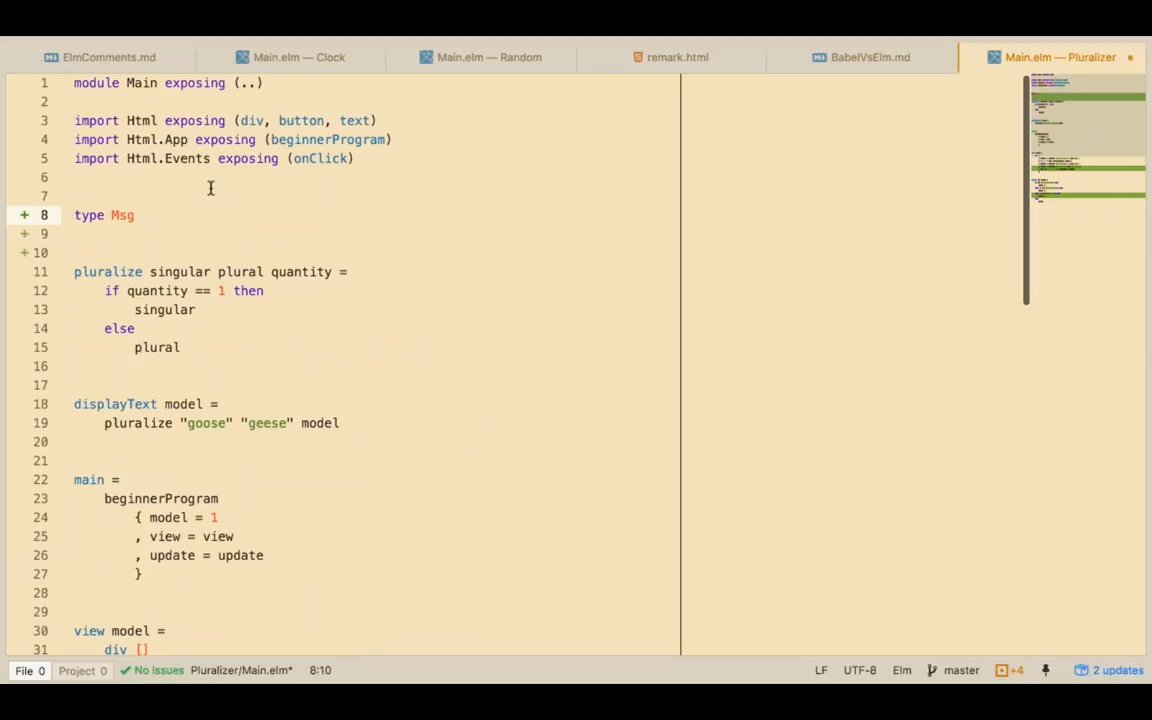 ElmComments.md Main.elm — Clock Main.elm — Random remark.html BabelVsElm.md Main.elm — Pluralizer
1 module Main exposing (..)
2
3 import Html exposing (div, button, text)
4 import Html.App exposing (beginnerProgram)
5 import Html.Events exposing (onClick)
6
7
+ 8 type Msg
+ 9
+ 10
11 pluralize singular plural quantity =
12 if quantity == 1 then
13 singular
14 else
15 plural
16
17
18 displayText model =
19 pluralize "goose" "geese" model
20
21
22 main =
23 beginnerProgram
24 { model = 1
25 , view = view
26 , update = update
27 }
28
29
30 view model =
31 div []
File 0 Project 0 No Issues Pluralizer/Main.elm* 8:10 LF UTF-8 Elm master +4 2 updates